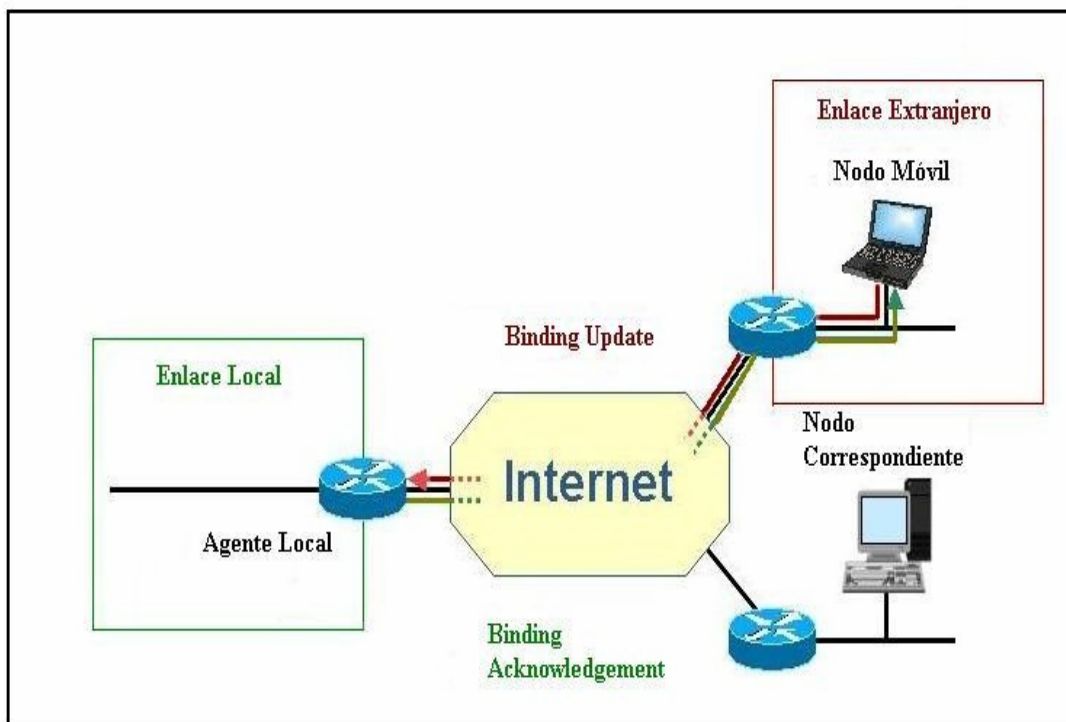 Enlace Extranjero
Nodo Móvil
Binding Update
Enlace Local
Nodo
Correspondiente
Internet
Agente Local
Binding
Acknowledgement